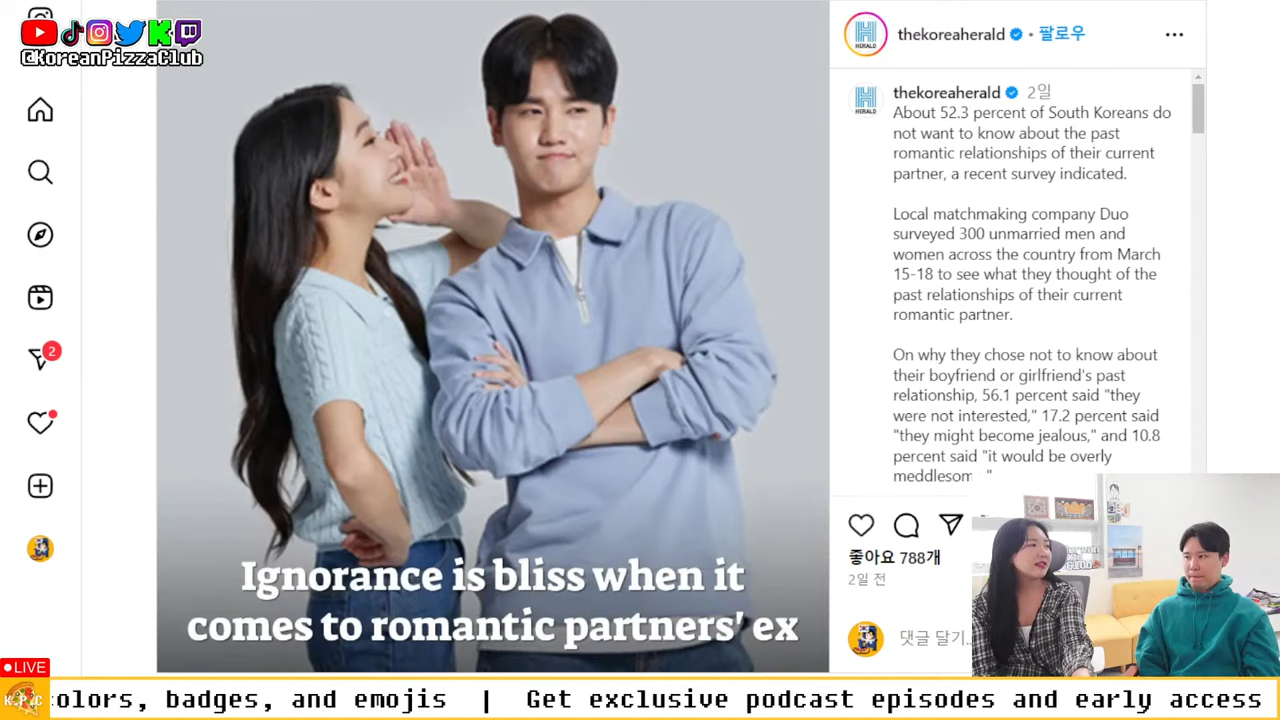 @KoreanPizzaClub
2
Ignorance is bliss when it
comes to romantic partners' ex
HERALD
thekoreaherald • 팔로우
HERALD
thekoreaherald 2일
About 52.3 percent of South Koreans do
not want to know about the past
romantic relationships of their current
partner, a recent survey indicated.
Local matchmaking company Duo
surveyed 300 unmarried men and
women across the country from March
15-18 to see what they thought of the
past relationships of their current
romantic partner.
On why they chose not to know about
their boyfriend or girlfriend's past
relationship, 56.1 percent said "they
were not interested," 17.2 percent said
"they might become jealous," and 10.8
percent said "it would be overly
meddlesom "
좋아요 788개
2일 전
댓글 달기..
LIVE
K.P.C
colors, badges, and emojis | Get exclusive podcast episodes and early access